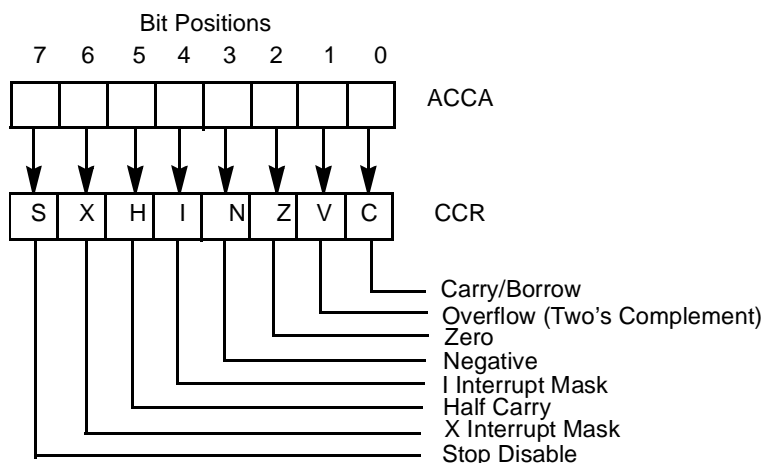 Bit Positions
7 6 5 4 3 2 1 0
ACCA
S X H I N Z V C
CCR
Carry/Borrow
Overflow (Two's Complement)
Zero
Negative
I Interrupt Mask
Half Carry
X Interrupt Mask
Stop Disable